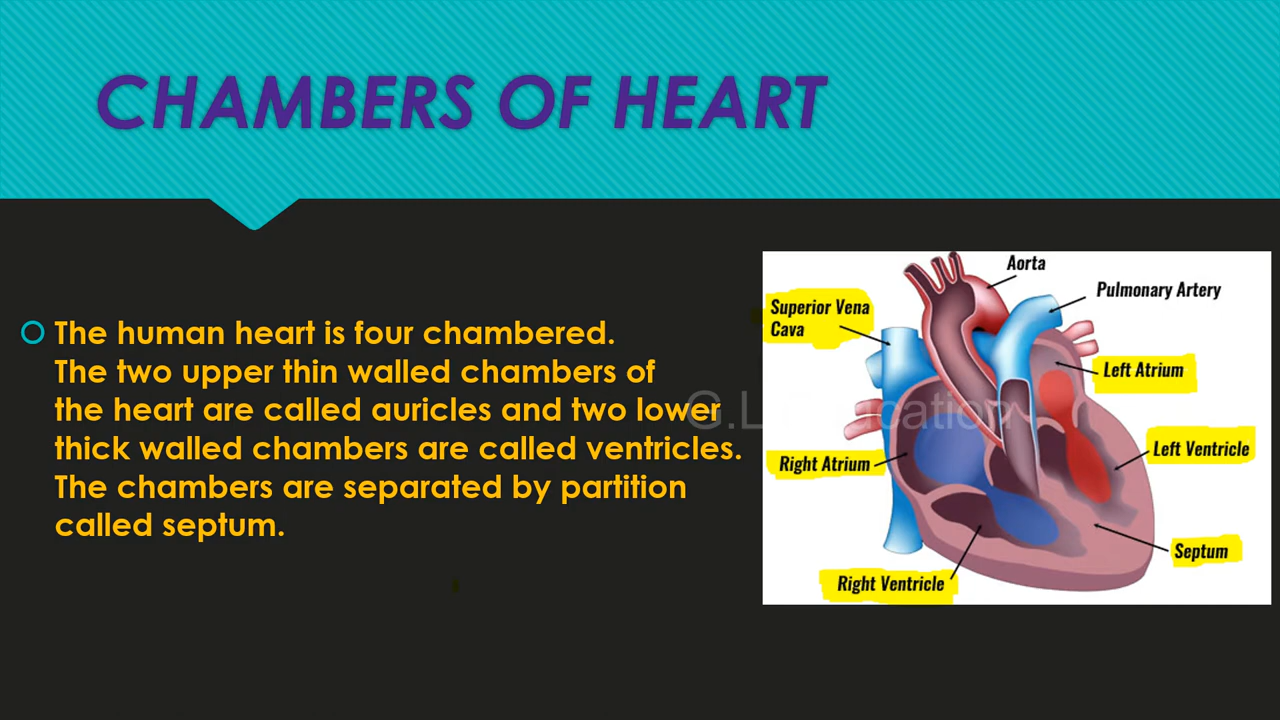 CHAMBERS OF HEART
The human heart is four chambered.
The two upper thin walled chambers of
the heart are called auricles and two lower
thick walled chambers are called ventricles.
The chambers are separated by partition
called septum.
Aorta
Pulmonary Artery
Superior Vena
Cava
Left Atrium
Left Ventricle
Right Atrium
Septum
Right Ventricle